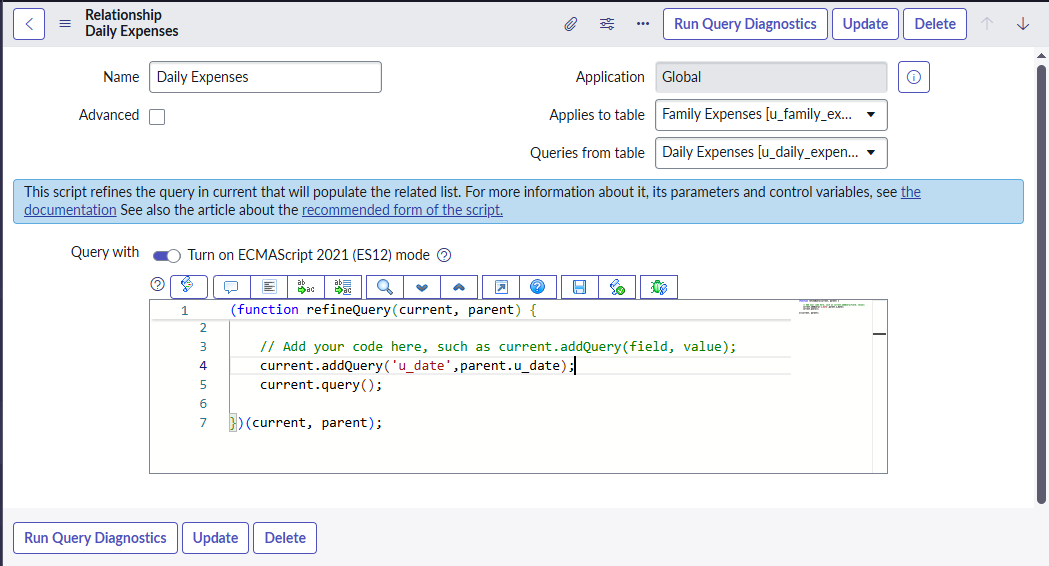 Relationship
Daily Expenses
Run Query Diagnostics Update Delete
Name Daily Expenses
Application Global
Advanced
Applies to table Family Expenses [u_family_ex...
Queries from table Daily Expenses [u_daily_expen...
This script refines the query in current that will populate the related list. For more information about it, its parameters and control variables, see the
documentation See also the article about the recommended form of the script.
Query with Turn on ECMAScript 2021 (ES12) mode
1 (function refineQuery(current, parent) {
2
3 // Add your code here, such as current.addQuery(field, value);
4 current.addQuery('u_date',parent.u_date);
5 current.query();
6
7 })(current, parent);
Run Query Diagnostics Update Delete